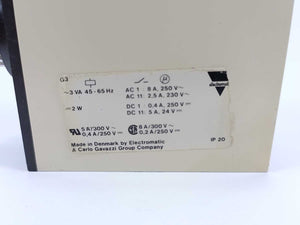 G3
~3 VA 45 - 65 Hz
AC 1 8 A, 250 V ~
AC 11: 2,5 A, 230 V ~
⎓ 2 W
DC 1 : 0,4 A, 250 V ⎓
DC 11: 5 A, 24 V ⎓
5 A/300 V ~
0,4 A/250 V ⎓
8 A/300 V ~
0,2 A/250 V ⎓
Made in Denmark by Electromatic
& Carlo Gavazzi Group Company
IP 20